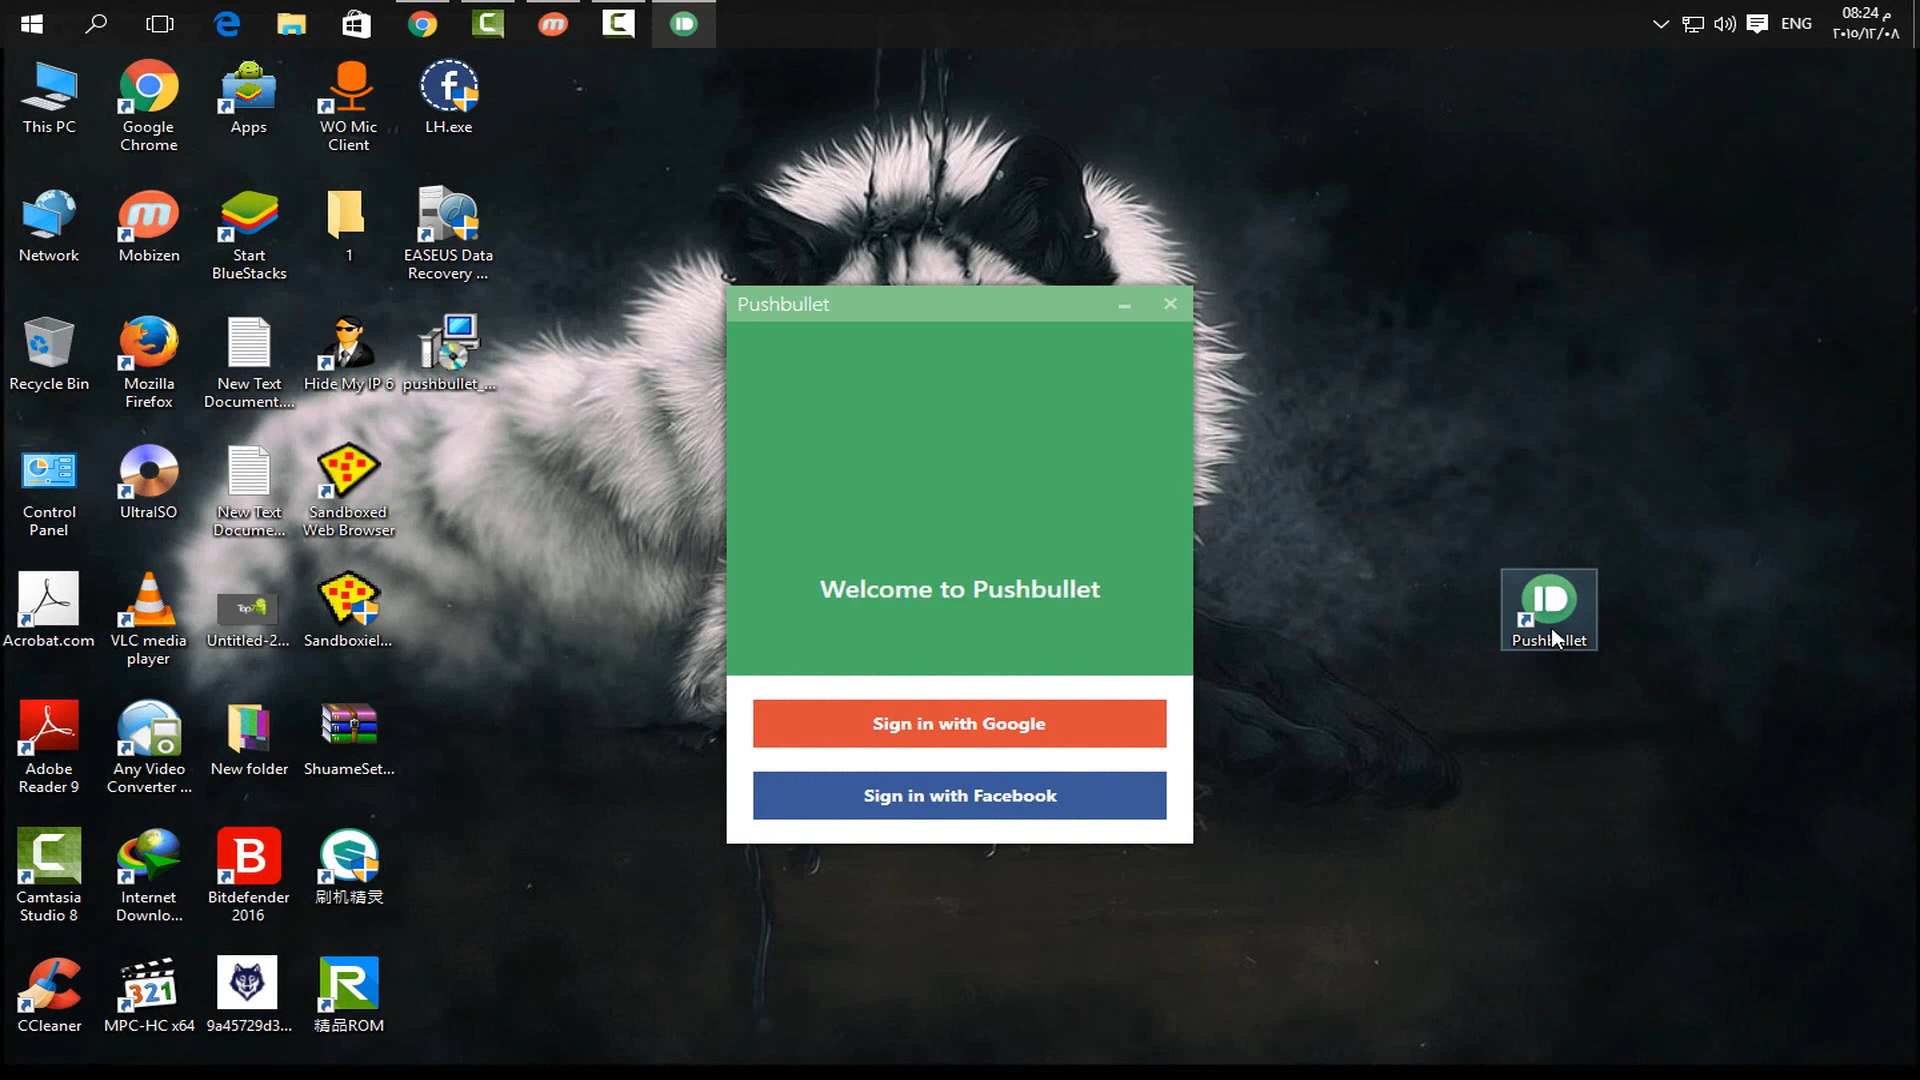 ENG
08:24 م
٢٠١٥/١٢/٠٨
This PC
Google
Chrome
Apps
WO Mic
Client
LH.exe
Network
Mobizen
Start
BlueStacks
1
EASEUS Data
Recovery ...
Recycle Bin
Mozilla
Firefox
New Text
Document....
Hide My IP 6
pushbullet_...
Control
Panel
UltraISO
New Text
Docume...
Sandboxed
Web Browser
Acrobat.com
VLC media
player
Untitled-2...
Sandboxiel...
Adobe
Reader 9
Any Video
Converter ...
New folder
ShuameSet...
Camtasia
Studio 8
Internet
Downlo...
Bitdefender
2016
刷机精灵
CCleaner
MPC-HC x64
9a45729d3...
精品ROM
Pushbullet
Welcome to Pushbullet
Sign in with Google
Sign in with Facebook
Pushbullet